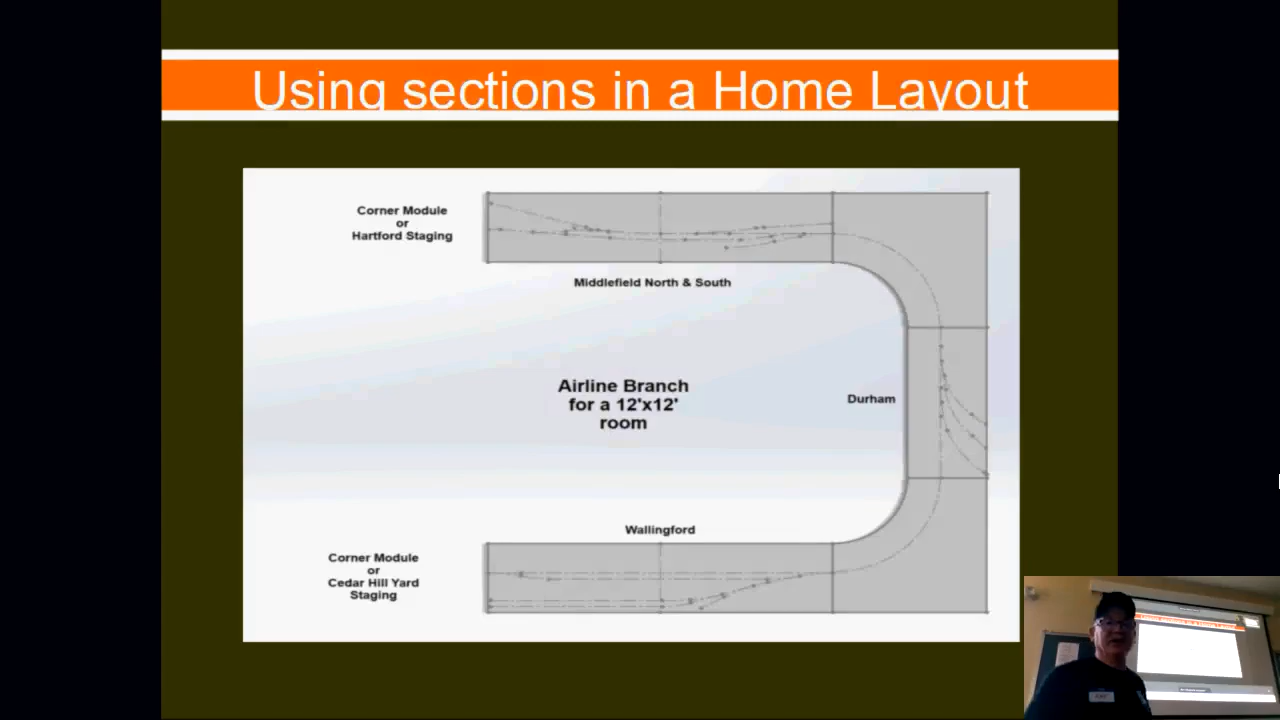 Using sections in a Home Layout
Corner Module
or
Hartford Staging
Middlefield North & South
Airline Branch
for a 12'x12'
room
Durham
Wallingford
Corner Module
or
Cedar Hill Yard
Staging